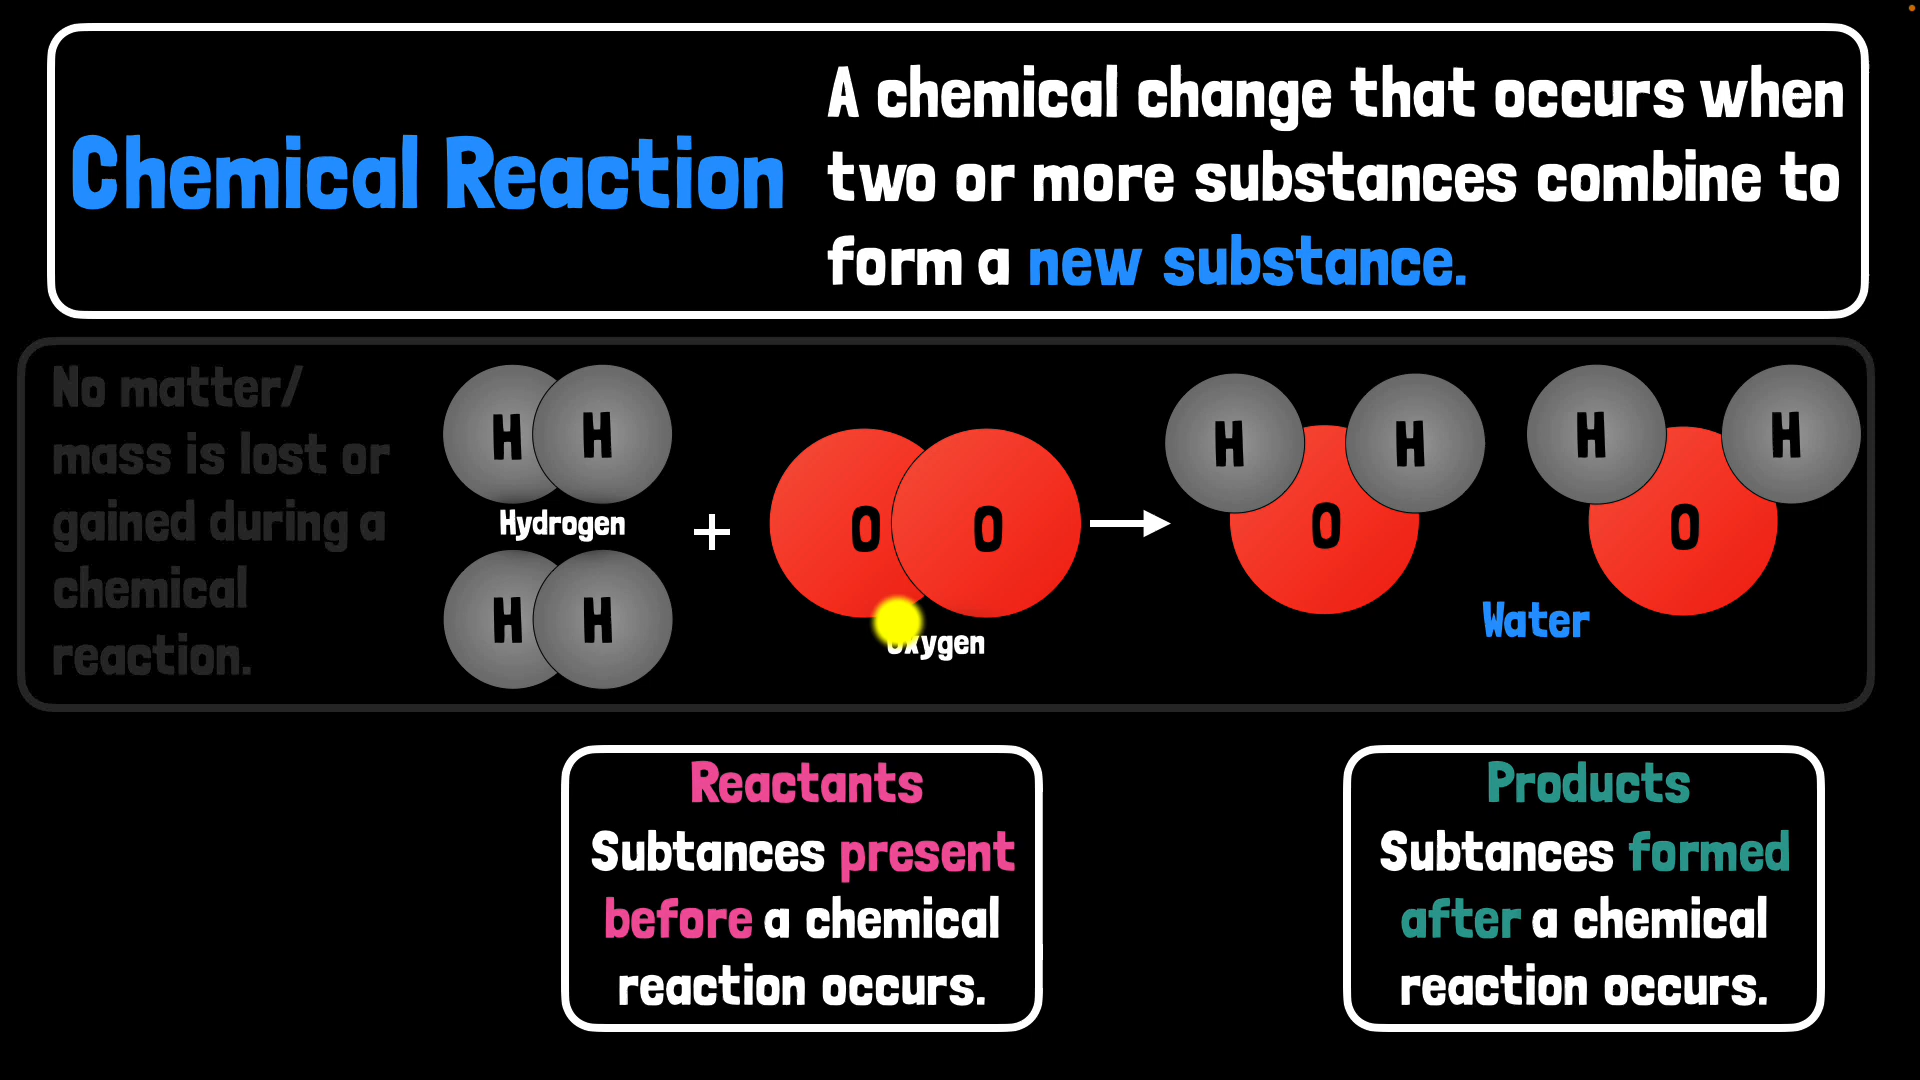 Chemical Reaction
A chemical change that occurs when
two or more substances combine to
form a new substance.
No matter/
mass is lost or
gained during a
chemical
reaction.
H H
Hydrogen
H H
+
O O
Oxygen
H H
O
H H
O
Water
Reactants
Subtances present
before a chemical
reaction occurs.
Products
Subtances formed
after a chemical
reaction occurs.